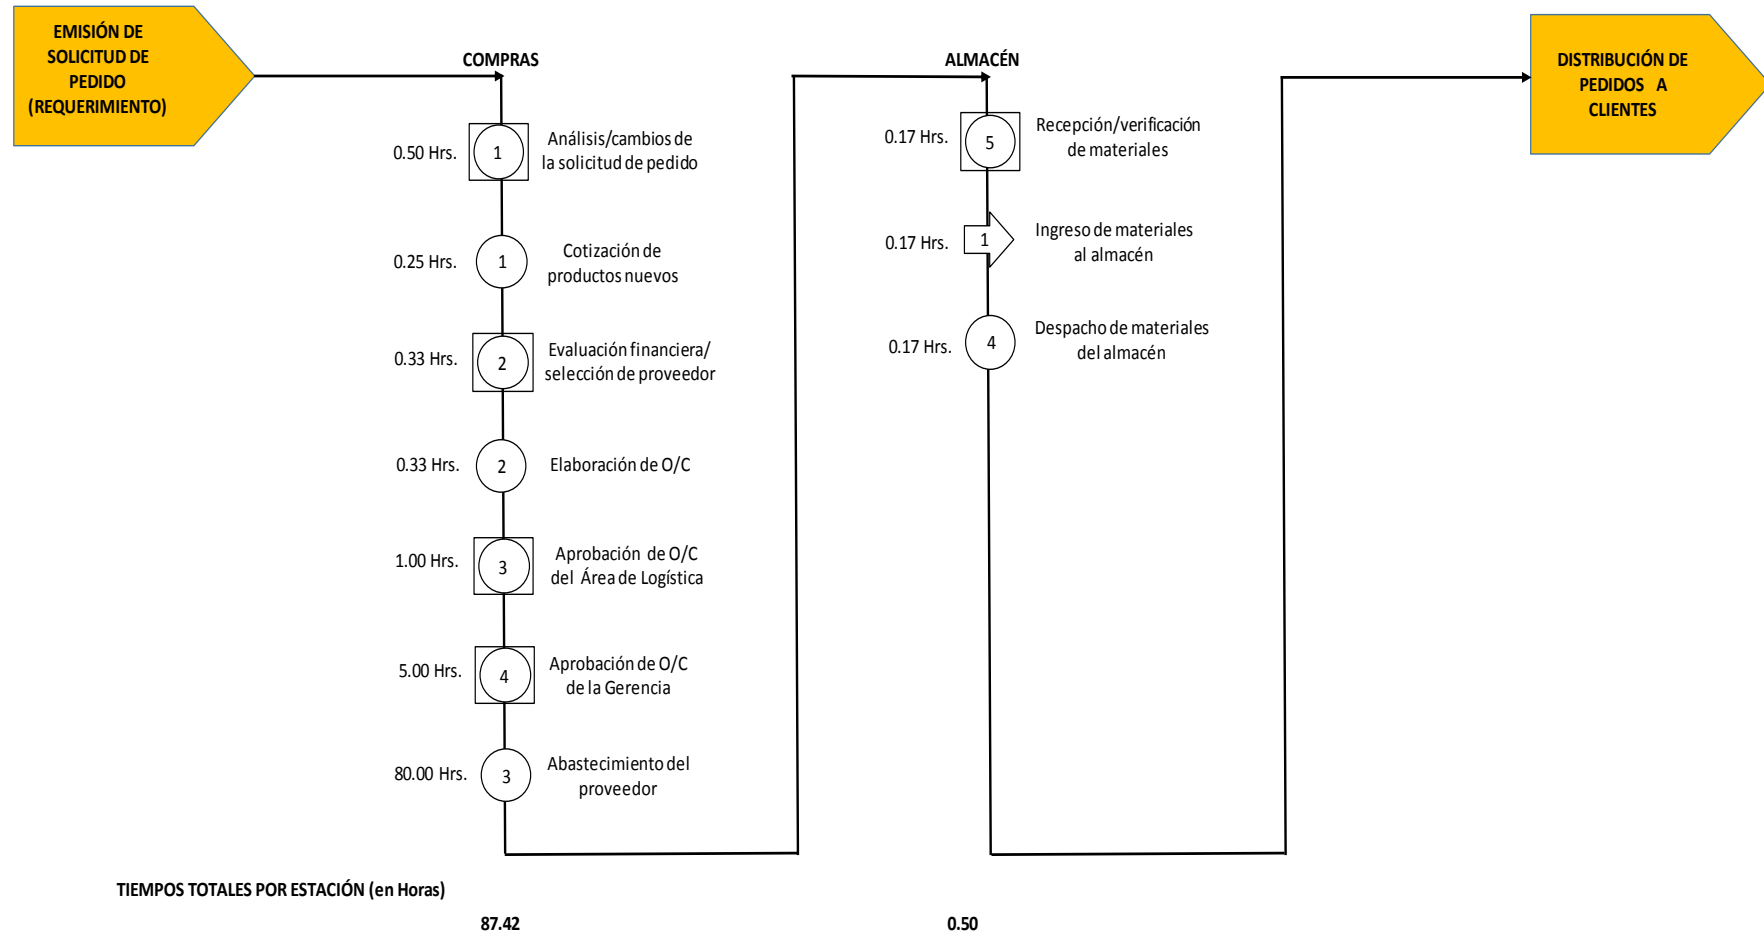 EMISIÓN DE
SOLICITUD DE
PEDIDO
(REQUERIMIENTO)
COMPRAS
0.50 Hrs.
1
Análisis/cambios de
la solicitud de pedido
0.25 Hrs.
1
Cotización de
productos nuevos
0.33 Hrs.
2
Evaluación financiera/
selección de proveedor
0.33 Hrs.
2
Elaboración de O/C
1.00 Hrs.
3
Aprobación de O/C
del Área de Logística
5.00 Hrs.
4
Aprobación de O/C
de la Gerencia
80.00 Hrs.
3
Abastecimiento del
proveedor
ALMACÉN
0.17 Hrs.
5
Recepción/verificación
de materiales
0.17 Hrs.
1
Ingreso de materiales
al almacén
0.17 Hrs.
4
Despacho de materiales
del almacén
DISTRIBUCIÓN DE
PEDIDOS A
CLIENTES
TIEMPOS TOTALES POR ESTACIÓN (en Horas)
87.42
0.50